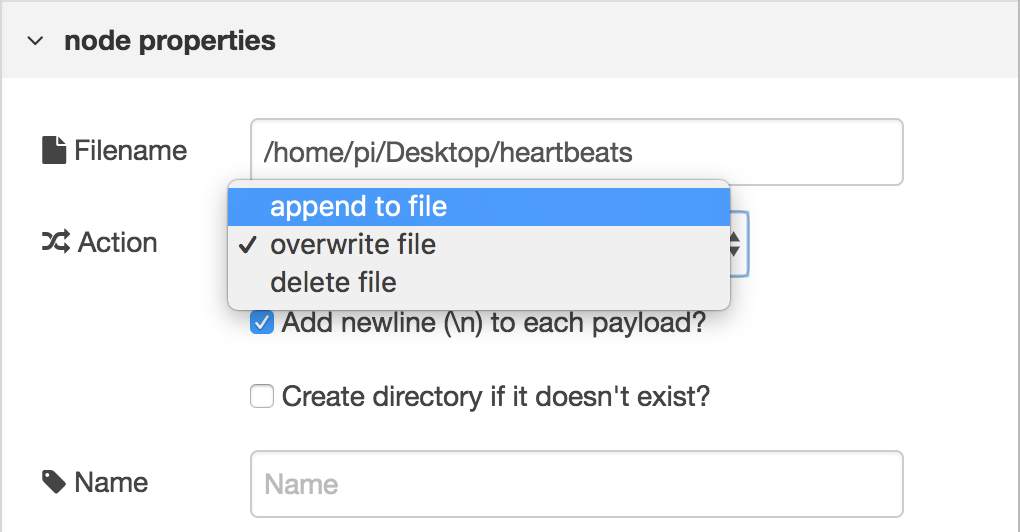 node properties
Filename
/home/pi/Desktop/heartbeats
append to file
Action
overwrite file
delete file
Add newline (\n) to each payload?
Create directory if it doesn't exist?
Name
Name